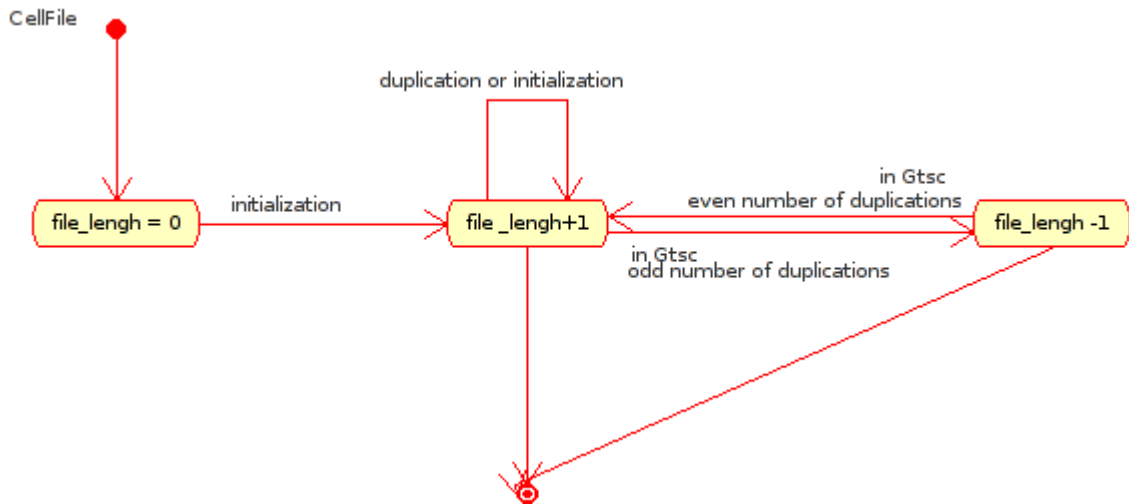 CellFile
duplication or initialization
in Gtsc
even number of duplications
initialization
file_lengh = 0
file _lengh+1
file_lengh -1
in Gtsc
odd number of duplications